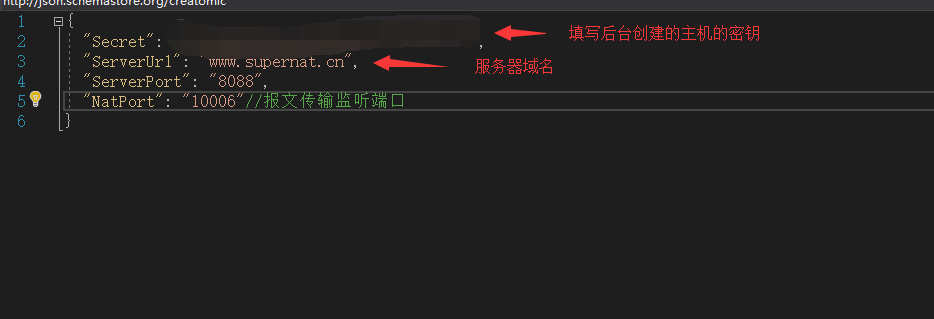 http://json.schemastore.org/creatomic
1 {
2 "Secret": , 填写后台创建的主机的密钥
3 "ServerUrl": "www.supernat.cn", 服务器域名
4 "ServerPort": "8088",
5 "NatPort": "10006"//报文传输监听端口
6 }